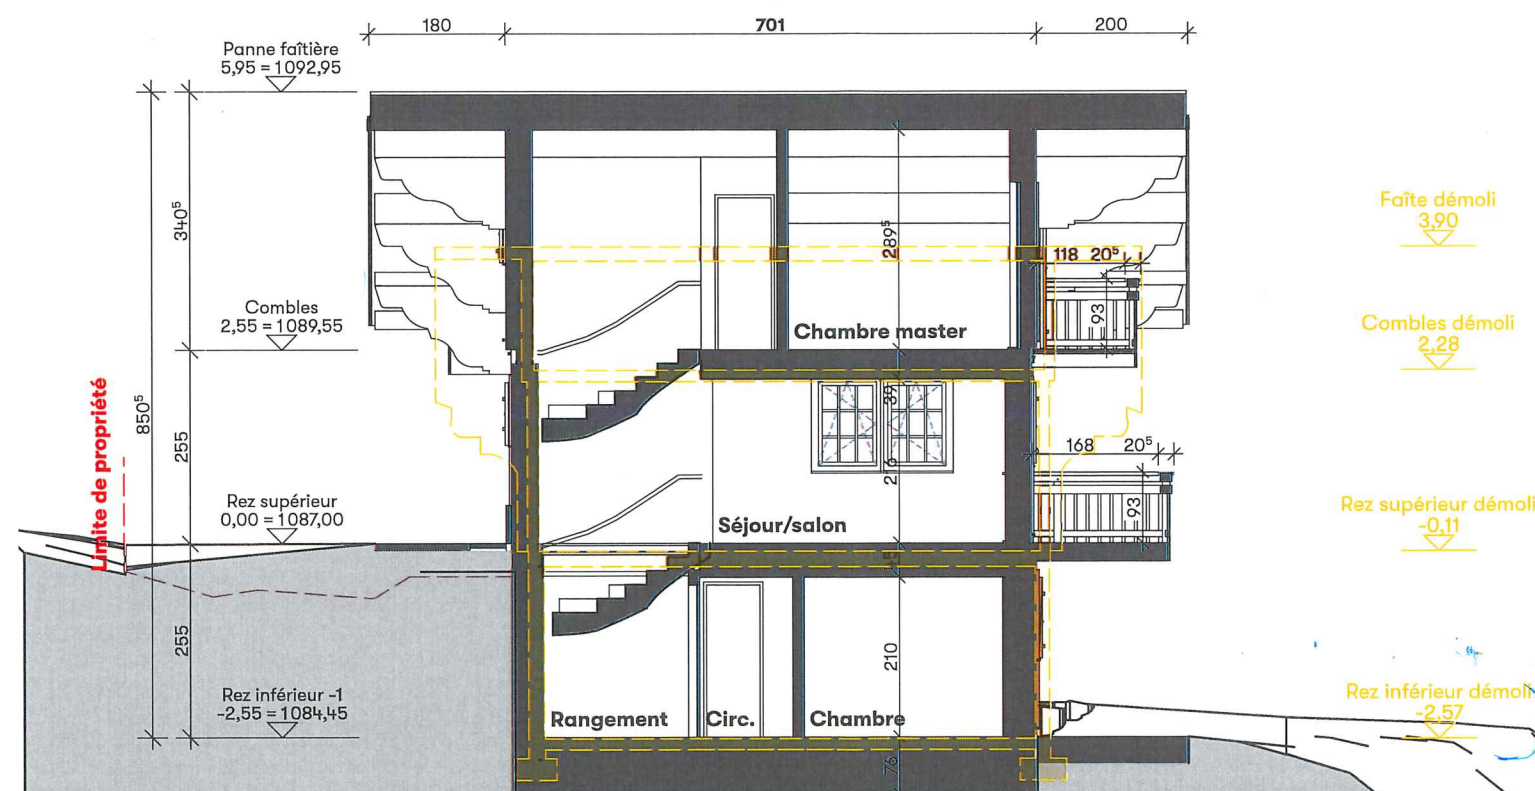 180
701
200
Panne faîtière
5,95 = 1092,95
340⁵
289⁵
Faîte démoli
3,90
118 20⁵
93
Combles
2,55 = 1089,55
Chambre master
Combles démoli
2,28
850⁵
255
39
Limite de propriété
168 20⁵
93
Rez supérieur
0,00 = 1087,00
Séjour/salon
Rez supérieur démoli
-0,11
45
255
210
Rez inférieur -1
-2,55 = 1084,45
Rangement
Circ.
Chambre
Rez inférieur démoli
-2,57
76